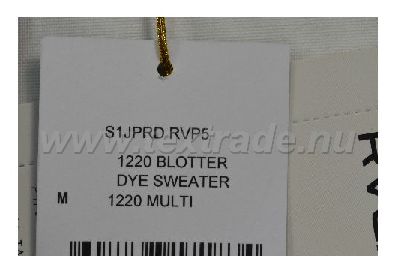 S1JPRD.RVP5
1220 BLOTTER
DYE SWEATER
M 1220 MULTI
www.textrade.nu